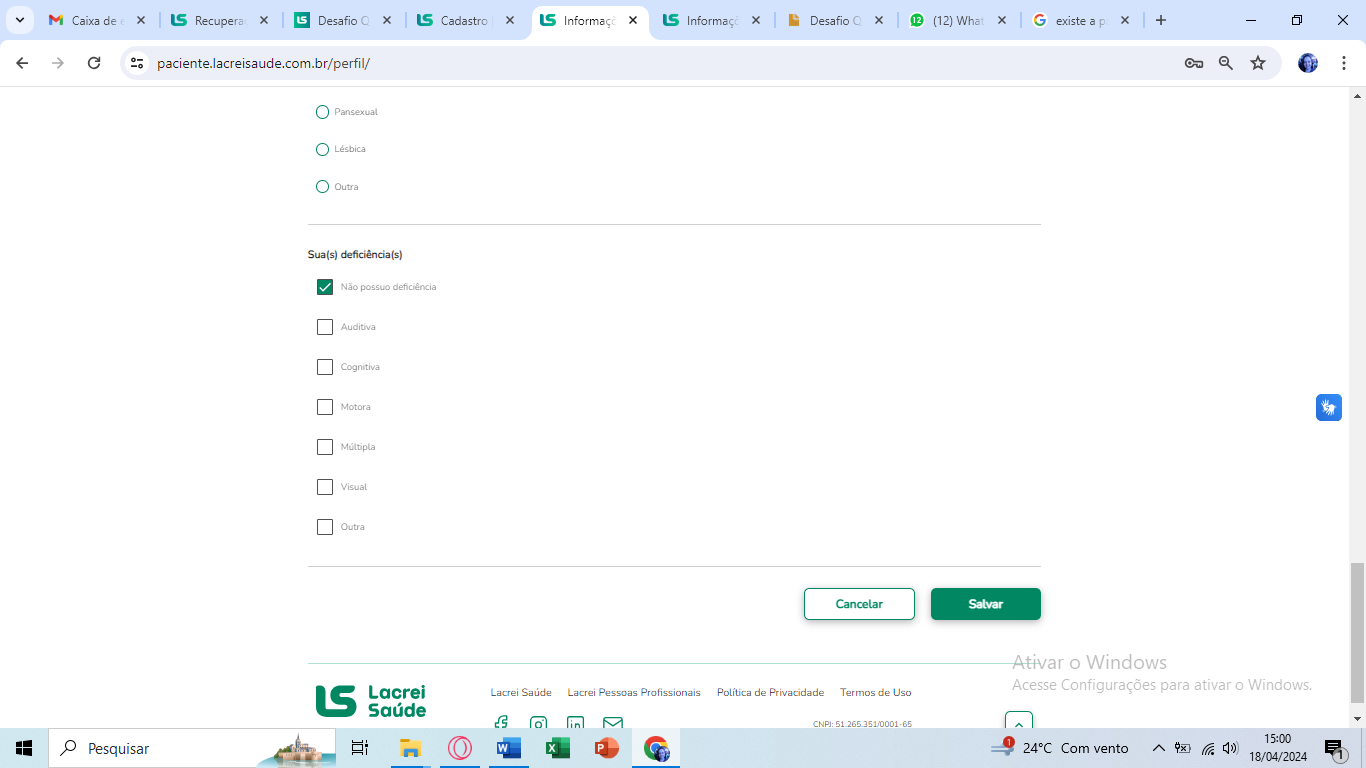 Caixa de e
Recupera
Desafio Q
Cadastro
Informaçõ
Informaçõ
Desafio Q
(12) What
existe a p
paciente.lacreisaude.com.br/perfil/
Pansexual
Lésbica
Outra
Sua(s) deficiência(s)
Não possuo deficiência
Auditiva
Cognitiva
Motora
Múltipla
Visual
Outra
Cancelar
Salvar
Ativar o Windows
Acesse Configurações para ativar o Windows.
Lacrei Saúde
Lacrei Saúde
Lacrei Pessoas Profissionais
Política de Privacidade
Termos de Uso
CNPJ: 51.265.351/0001-65
Pesquisar
24°C Com vento
15:00
18/04/2024